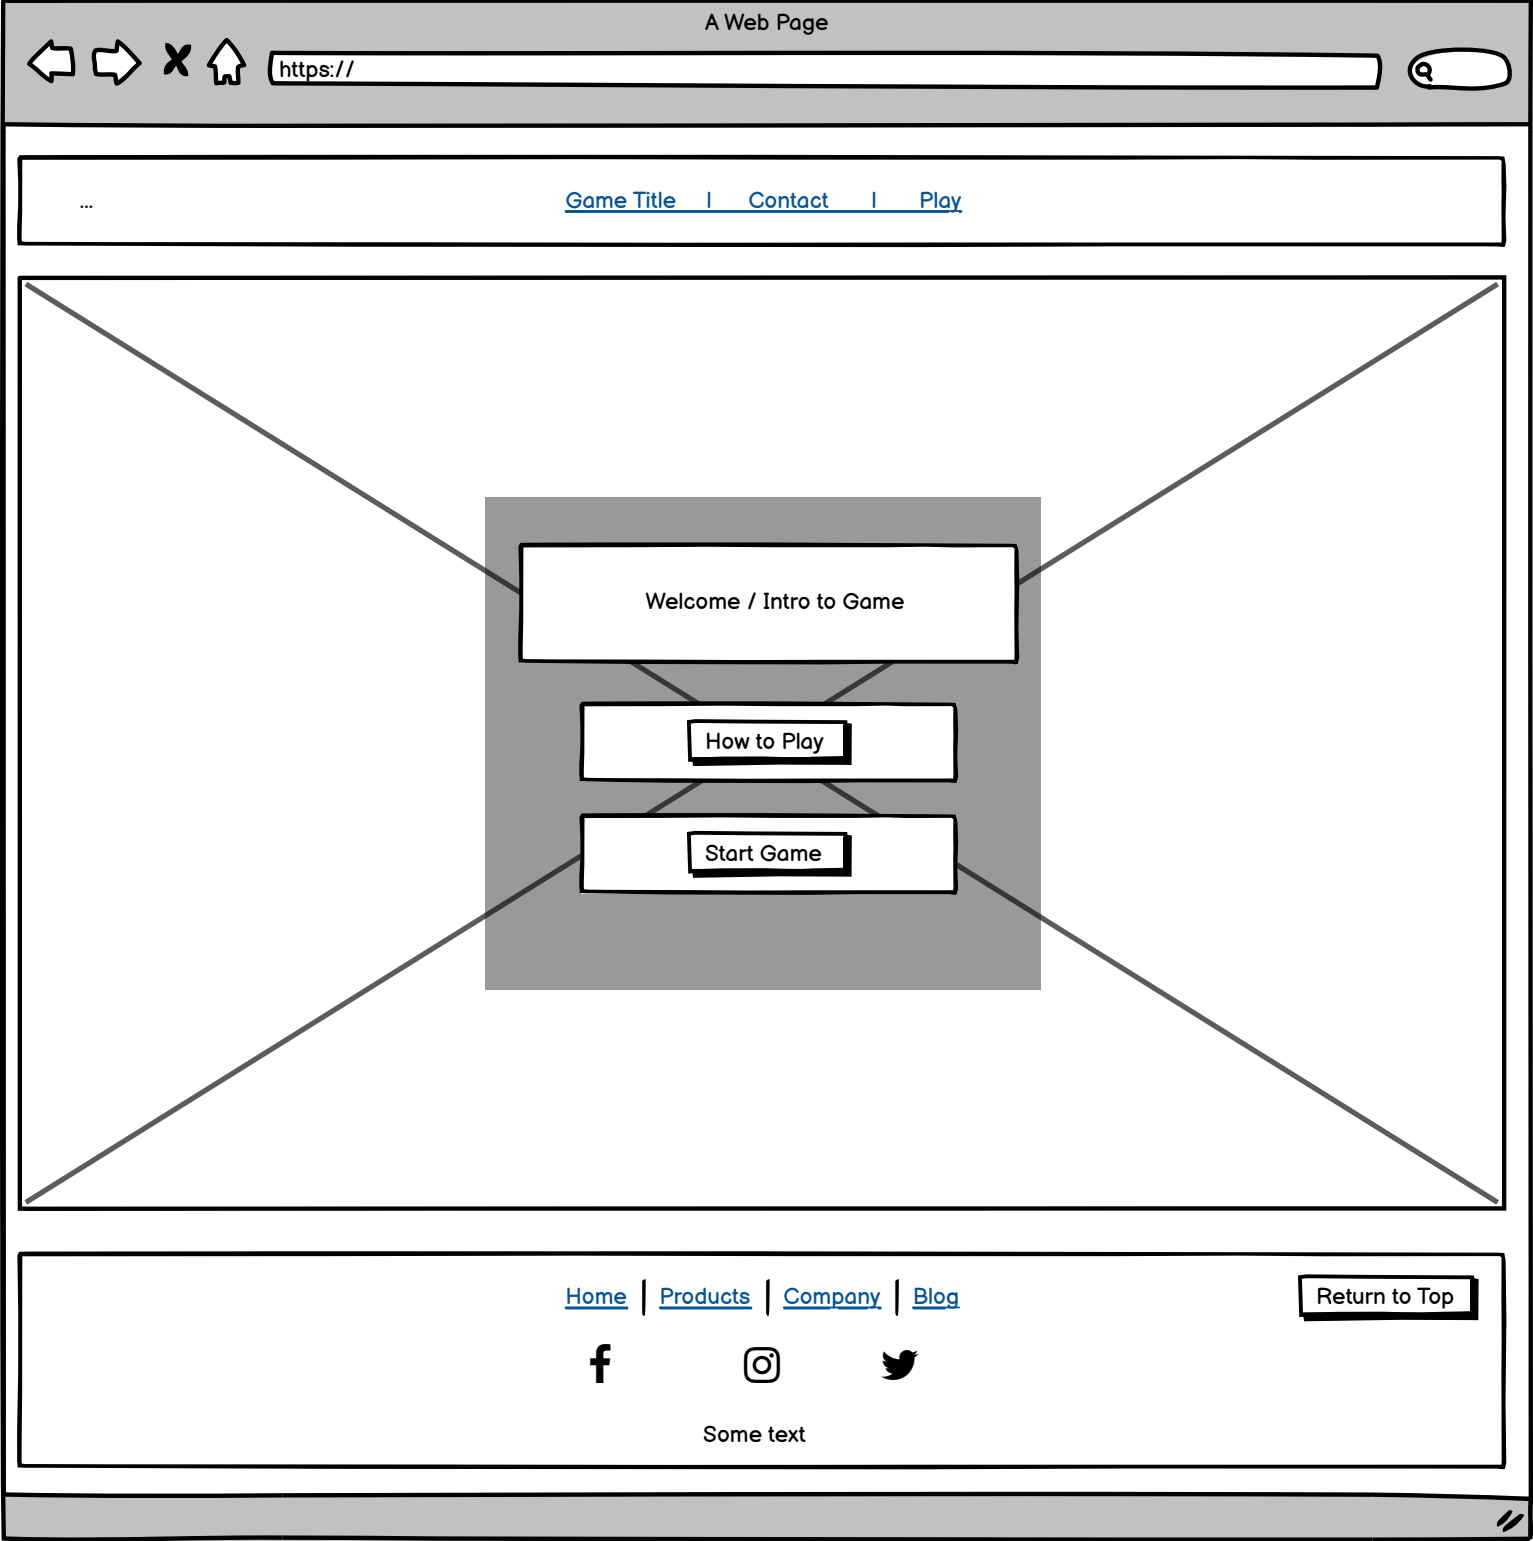 A Web Page
https://
... Game Title | Contact | Play
Welcome / Intro to Game
How to Play
Start Game
Home | Products | Company | Blog Return to Top
Some text